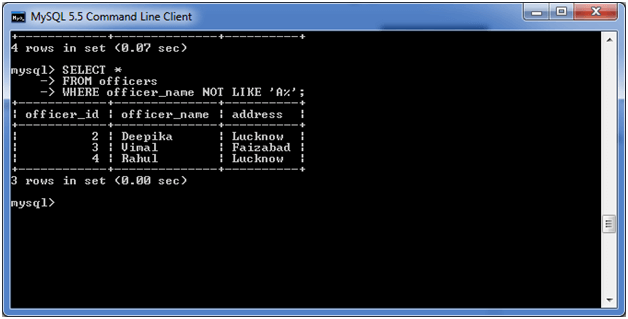 MySQL 5.5 Command Line Client
+-------------+--------------+----------+
4 rows in set (0.07 sec)
mysql> SELECT *
    -> FROM officers
    -> WHERE officer_name NOT LIKE 'A%';
+------------+--------------+----------+
| officer_id | officer_name | address  |
+------------+--------------+----------+
|          2 | Deepika      | Lucknow  |
|          3 | Vimal        | Faizabad |
|          4 | Rahul        | Lucknow  |
+------------+--------------+----------+
3 rows in set (0.00 sec)
mysql>